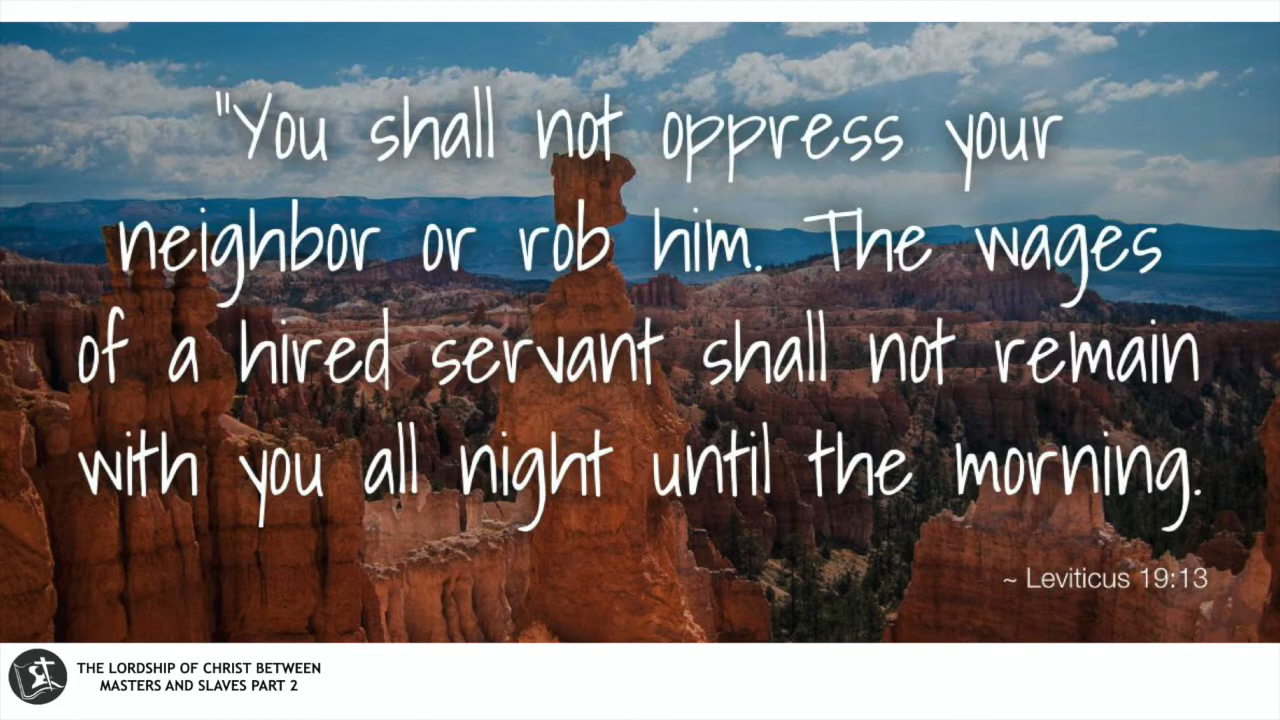 "You shall not oppress your
neighbor or rob him. The wages
of a hired servant shall not remain
with you all night until the morning.
~ Leviticus 19:13
THE LORDSHIP OF CHRIST BETWEEN
MASTERS AND SLAVES PART 2